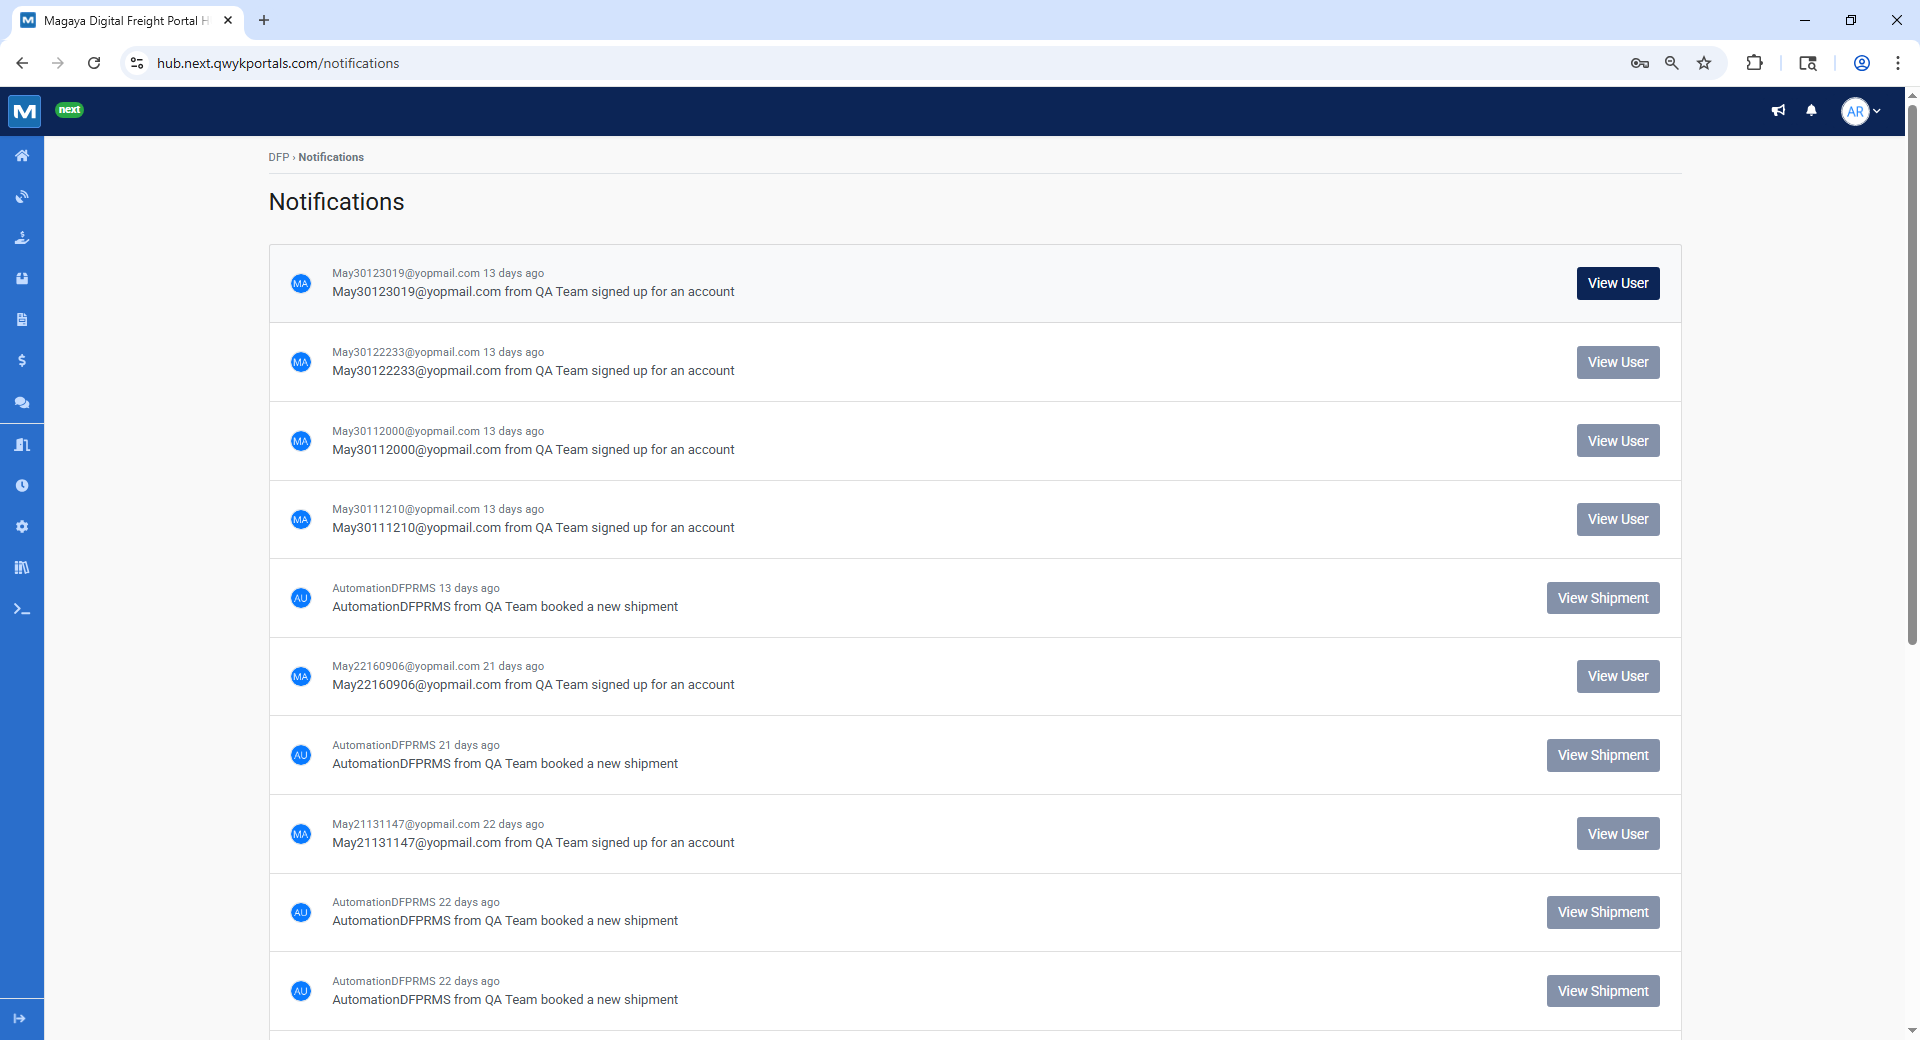 Magaya Digital Freight Portal H
hub.next.qwykportals.com/notifications
M
next
AR
DFP › Notifications
Notifications
MA
May30123019@yopmail.com 13 days ago
May30123019@yopmail.com from QA Team signed up for an account
View User
MA
May30122233@yopmail.com 13 days ago
May30122233@yopmail.com from QA Team signed up for an account
View User
MA
May30112000@yopmail.com 13 days ago
May30112000@yopmail.com from QA Team signed up for an account
View User
MA
May30111210@yopmail.com 13 days ago
May30111210@yopmail.com from QA Team signed up for an account
View User
AU
AutomationDFPRMS 13 days ago
AutomationDFPRMS from QA Team booked a new shipment
View Shipment
MA
May22160906@yopmail.com 21 days ago
May22160906@yopmail.com from QA Team signed up for an account
View User
AU
AutomationDFPRMS 21 days ago
AutomationDFPRMS from QA Team booked a new shipment
View Shipment
MA
May21131147@yopmail.com 22 days ago
May21131147@yopmail.com from QA Team signed up for an account
View User
AU
AutomationDFPRMS 22 days ago
AutomationDFPRMS from QA Team booked a new shipment
View Shipment
AU
AutomationDFPRMS 22 days ago
AutomationDFPRMS from QA Team booked a new shipment
View Shipment